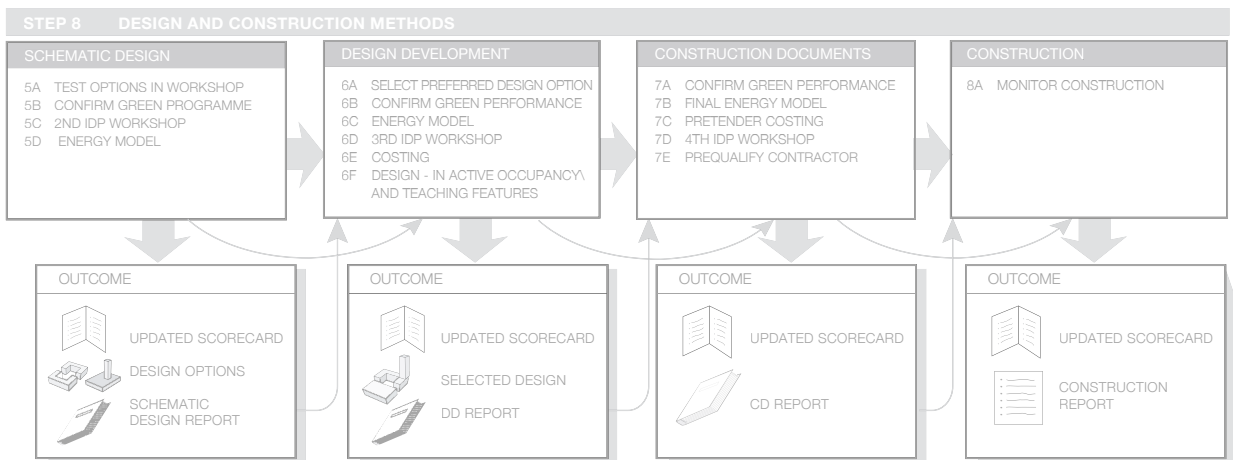 STEP 8 DESIGN AND CONSTRUCTION METHODS
SCHEMATIC DESIGN
5A TEST OPTIONS IN WORKSHOP
5B CONFIRM GREEN PROGRAMME
5C 2ND IDP WORKSHOP
5D ENERGY MODEL
DESIGN DEVELOPMENT
6A SELECT PREFERRED DESIGN OPTION
6B CONFIRM GREEN PERFORMANCE
6C ENERGY MODEL
6D 3RD IDP WORKSHOP
6E COSTING
6F DESIGN - IN ACTIVE OCCUPANCY\
AND TEACHING FEATURES
CONSTRUCTION DOCUMENTS
7A CONFIRM GREEN PERFORMANCE
7B FINAL ENERGY MODEL
7C PRETENDER COSTING
7D 4TH IDP WORKSHOP
7E PREQUALIFY CONTRACTOR
CONSTRUCTION
8A MONITOR CONSTRUCTION
OUTCOME
UPDATED SCORECARD
DESIGN OPTIONS
SCHEMATIC
DESIGN REPORT
OUTCOME
UPDATED SCORECARD
SELECTED DESIGN
DD REPORT
OUTCOME
UPDATED SCORECARD
CD REPORT
OUTCOME
UPDATED SCORECARD
CONSTRUCTION
REPORT